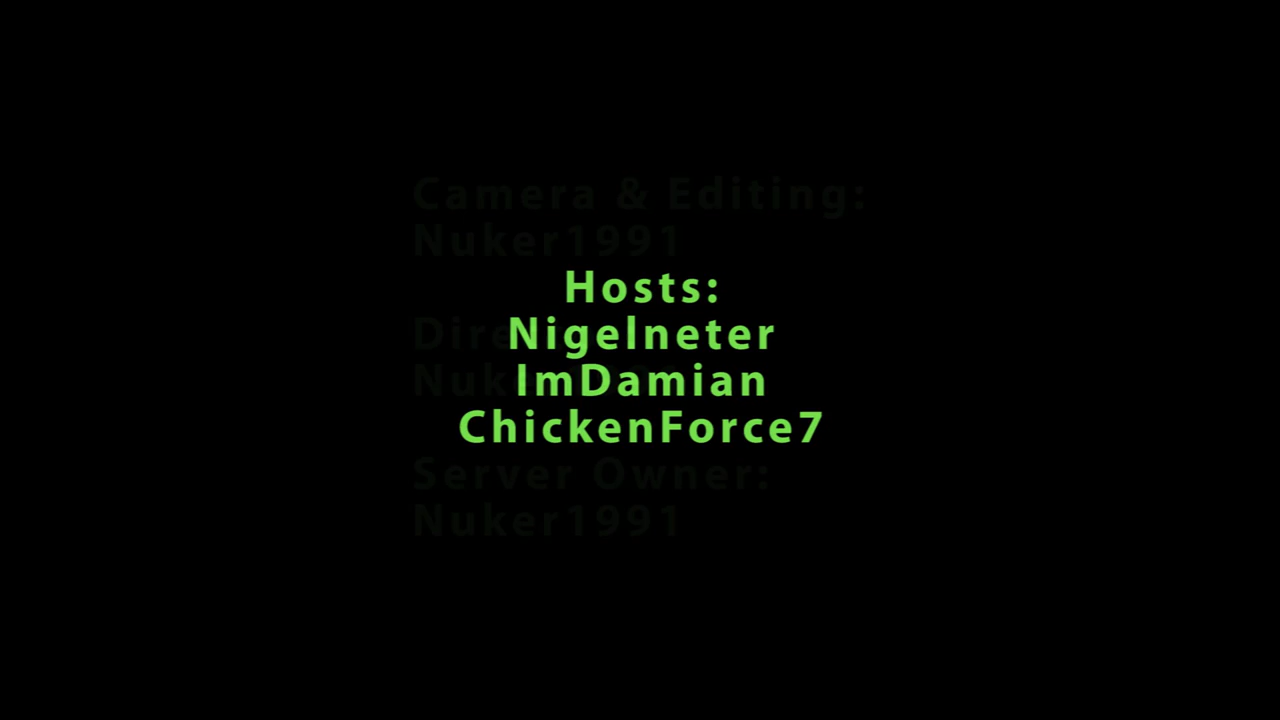 Camera & Editing:
Nuker1991
Hosts:
Nigelneter
ImDamian
ChickenForce7
Server Owner:
Nuker1991